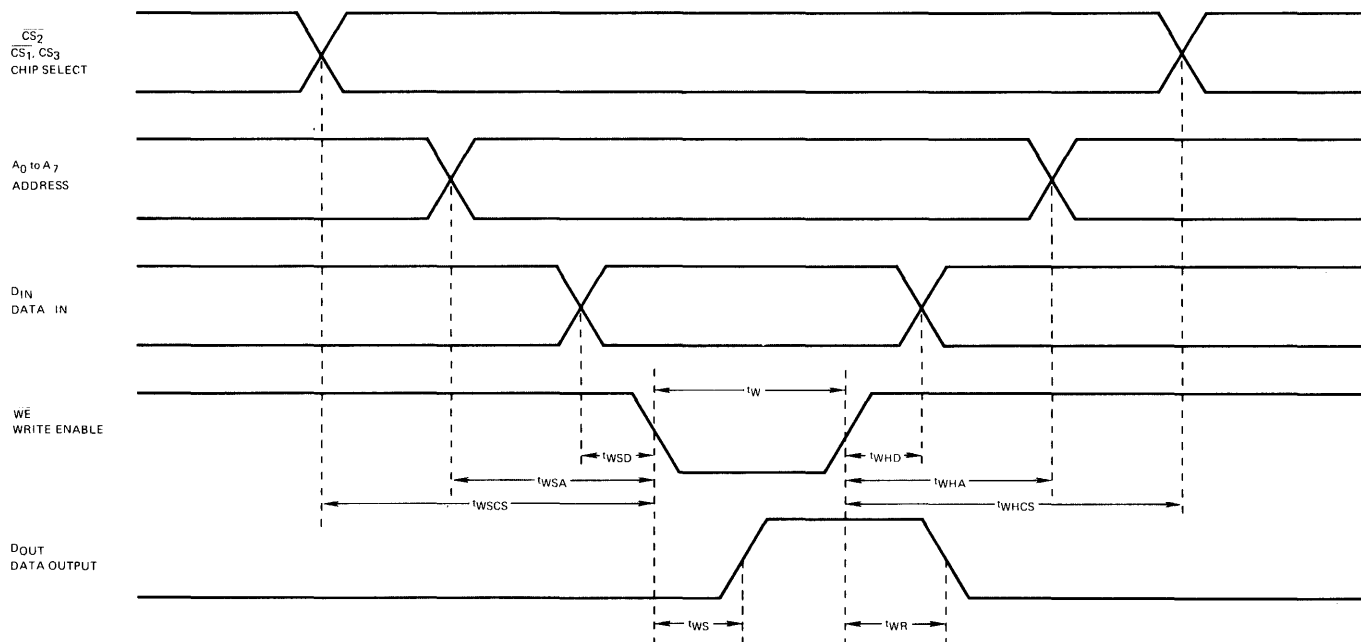 CS2
CS1, CS3
CHIP SELECT
A0 to A7
ADDRESS
DIN
DATA IN
tW
WE
WRITE ENABLE
tWSD
tWHD
tWSA
tWHA
tWSCS
tWHCS
DOUT
DATA OUTPUT
tWS
tWR